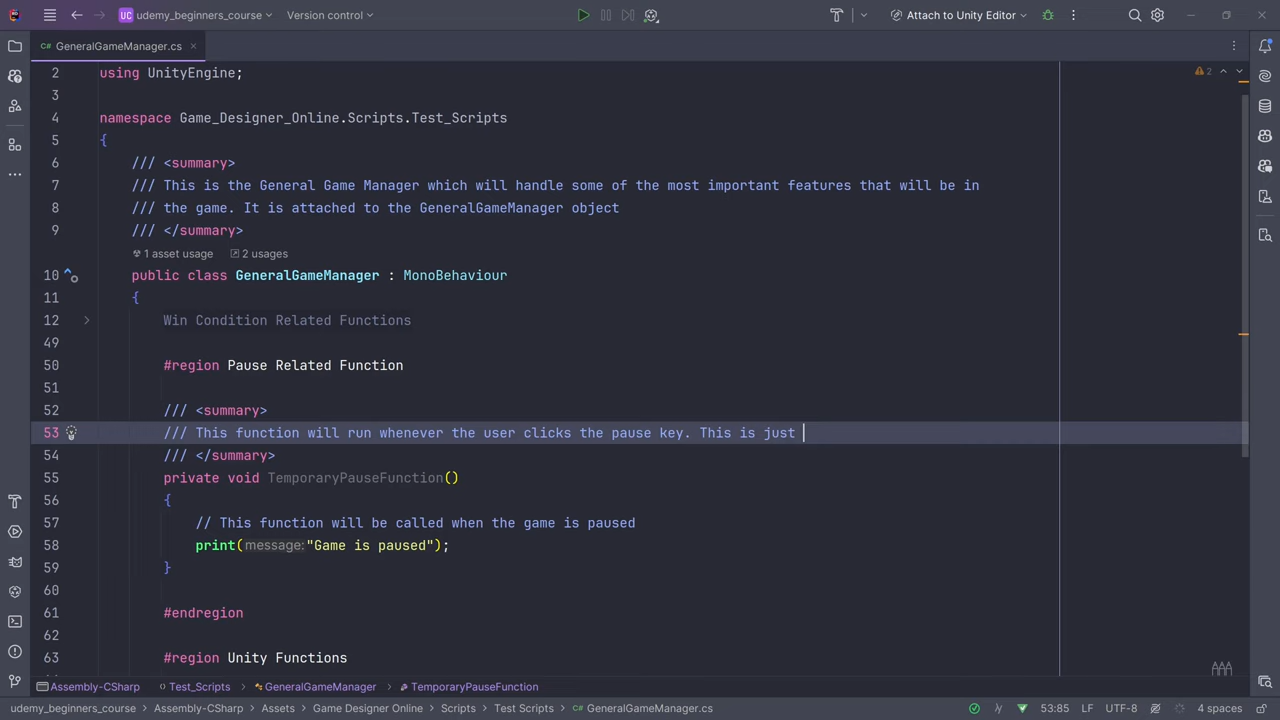 UC udemy_beginners_course Version control Attach to Unity Editor
C# GeneralGameManager.cs
2 using UnityEngine; 2
3
4 namespace Game_Designer_Online.Scripts.Test_Scripts
5 {
6 /// <summary>
7 /// This is the General Game Manager which will handle some of the most important features that will be in
8 /// the game. It is attached to the GeneralGameManager object
9 /// </summary>
1 asset usage 2 usages
10 public class GeneralGameManager : MonoBehaviour
11 {
12 Win Condition Related Functions
49
50 #region Pause Related Function
51
52 /// <summary>
53 /// This function will run whenever the user clicks the pause key. This is just
54 /// </summary>
55 private void TemporaryPauseFunction()
56 {
57 // This function will be called when the game is paused
58 print(message:"Game is paused");
59 }
60
61 #endregion
62
63 #region Unity Functions
Assembly-CSharp Test_Scripts GeneralGameManager TemporaryPauseFunction
udemy_beginners_course Assembly-CSharp Assets Game Designer Online Scripts Test Scripts C# GeneralGameManager.cs 53:85 LF UTF-8 4 spaces